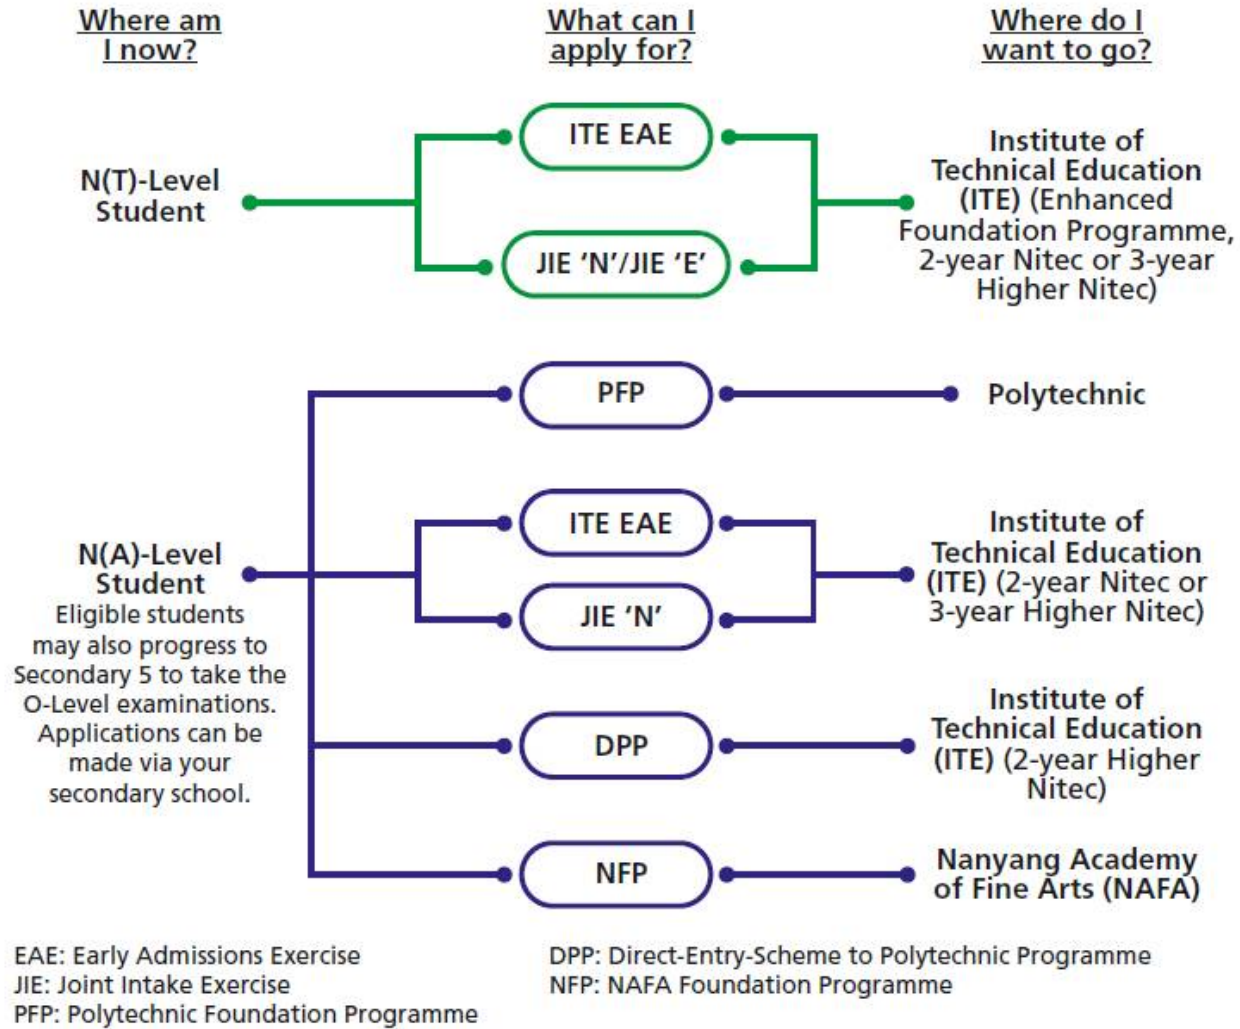 Where am
I now?
What can I
apply for?
Where do I
want to go?
N(T)-Level
Student
ITE EAE
JIE ‘N’/JIE ‘E’
Institute of
Technical Education
(ITE) (Enhanced
Foundation Programme,
2-year Nitec or 3-year
Higher Nitec)
N(A)-Level
Student
Eligible students
may also progress to
Secondary 5 to take the
O-Level examinations.
Applications can be
made via your
secondary school.
PFP
Polytechnic
ITE EAE
JIE ‘N’
Institute of
Technical Education
(ITE) (2-year Nitec or
3-year Higher Nitec)
DPP
Institute of
Technical Education
(ITE) (2-year Higher
Nitec)
NFP
Nanyang Academy
of Fine Arts (NAFA)
EAE: Early Admissions Exercise
JIE: Joint Intake Exercise
PFP: Polytechnic Foundation Programme
DPP: Direct-Entry-Scheme to Polytechnic Programme
NFP: NAFA Foundation Programme